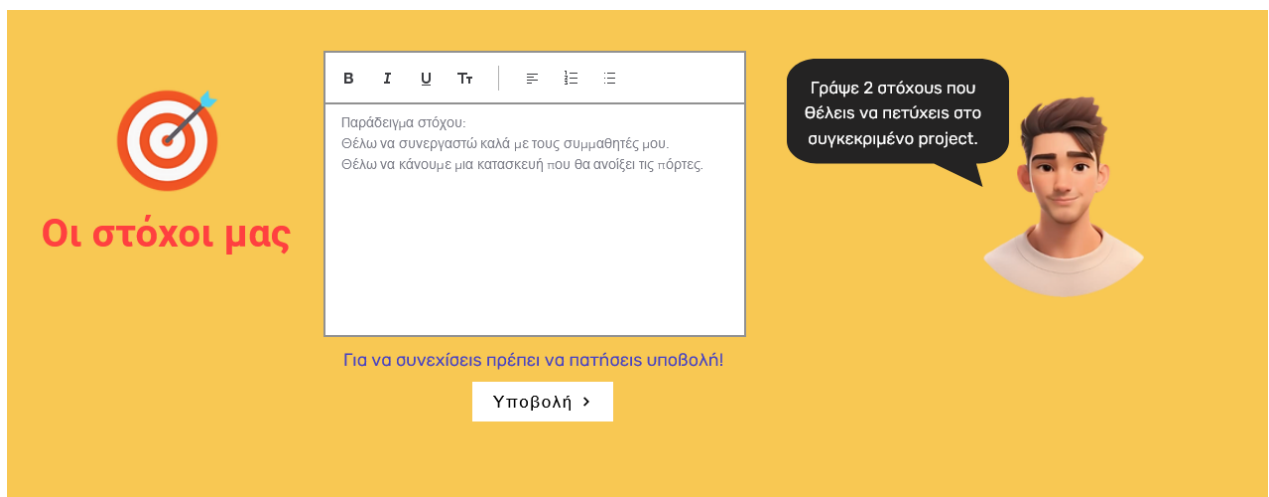 Οι στόχοι μας
B I U Tт
Παράδειγμα στόχου:
Θέλω να συνεργαστώ καλά με τους συμμαθητές μου.
Θέλω να κάνουμε μια κατασκευή που θα ανοίξει τις πόρτες.
Για να συνεχίσεις πρέπει να πατήσεις υποβολή!
Υποβολή >
Γράψε 2 στόχους που
θέλεις να πετύχεις στο
συγκεκριμένο project.